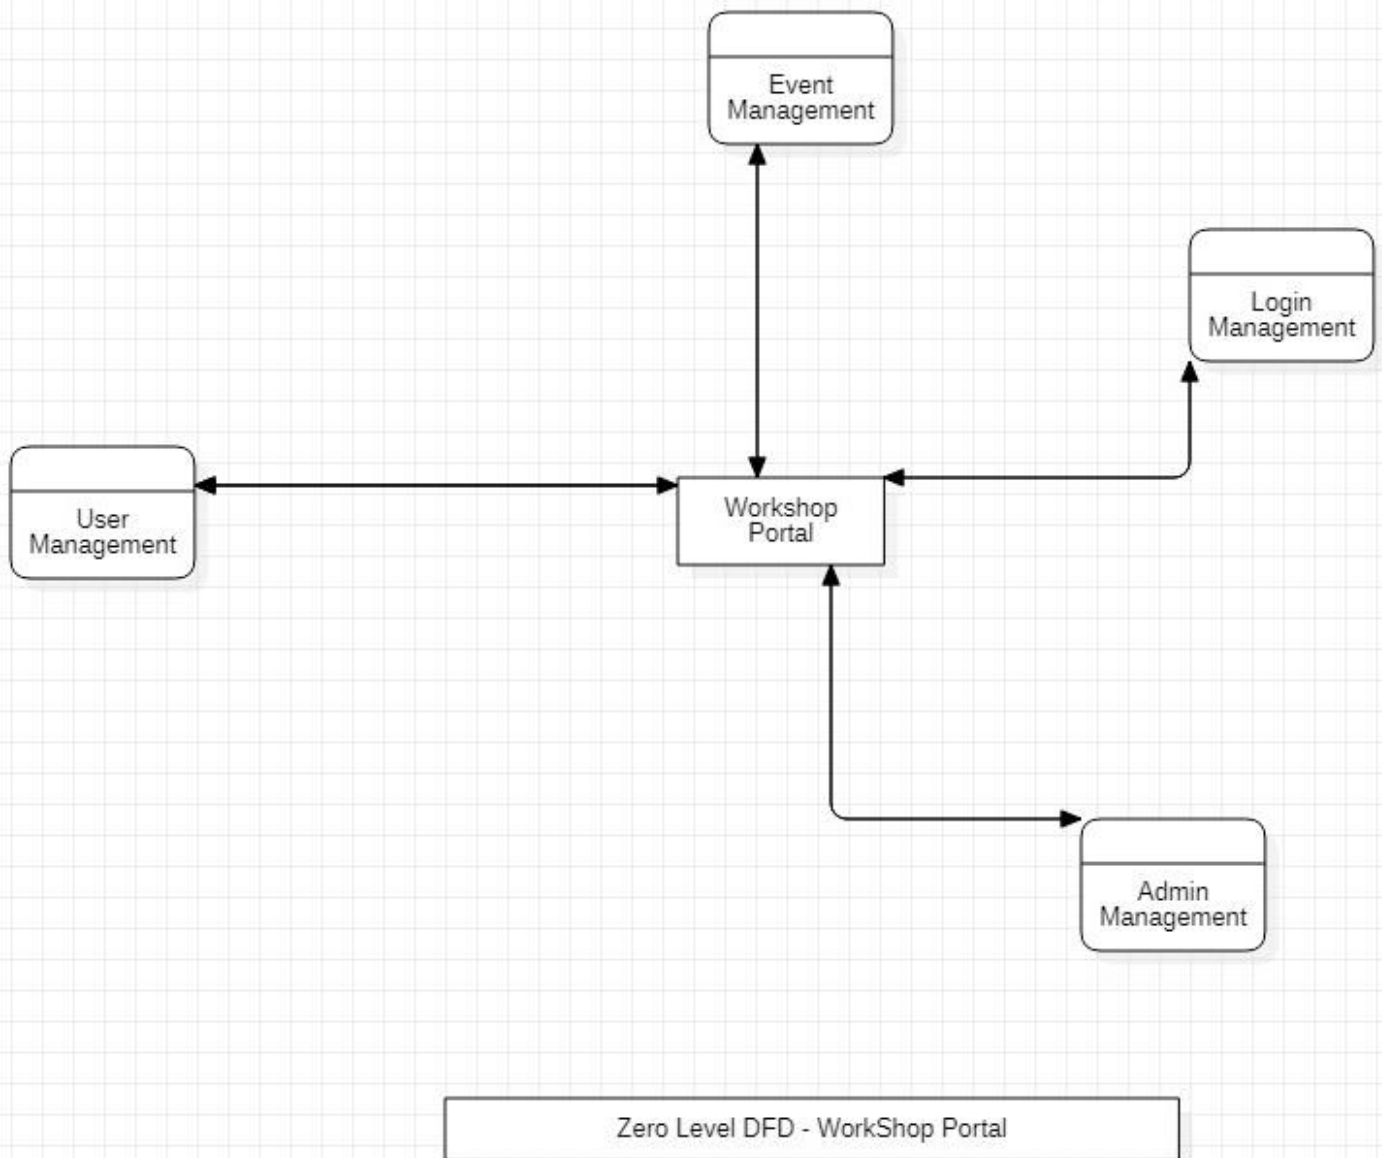 Event
Management
Login
Management
User
Management
Workshop
Portal
Admin
Management
Zero Level DFD - WorkShop Portal